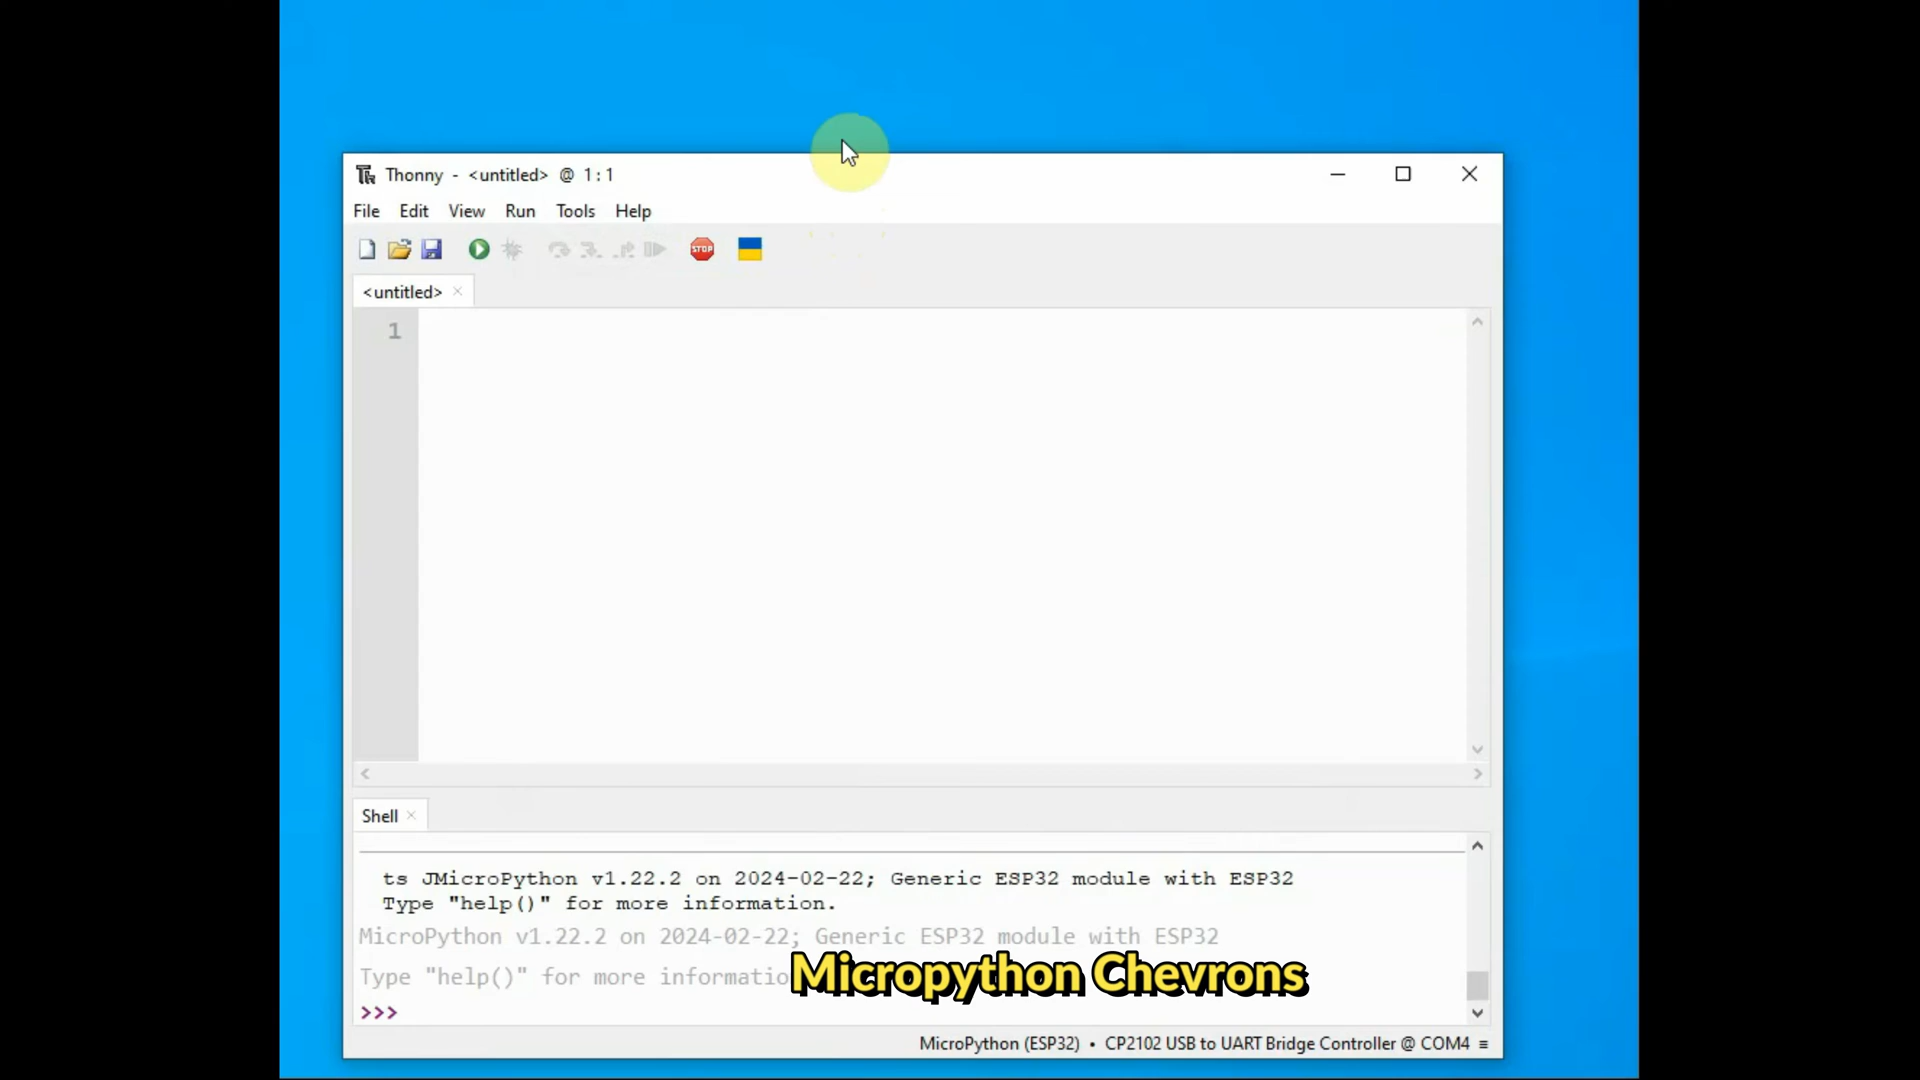 Thonny - <untitled> @ 1:1
File Edit View Run Tools Help
STOP
<untitled> ×
1
Shell ×
ts JMicroPython v1.22.2 on 2024-02-22; Generic ESP32 module with ESP32
Type "help()" for more information.
MicroPython v1.22.2 on 2024-02-22; Generic ESP32 module with ESP32
Type "help()" for more
Micropython Chevrons
>>>
MicroPython (ESP32) • CP2102 USB to UART Bridge Controller @ COM4 ≡